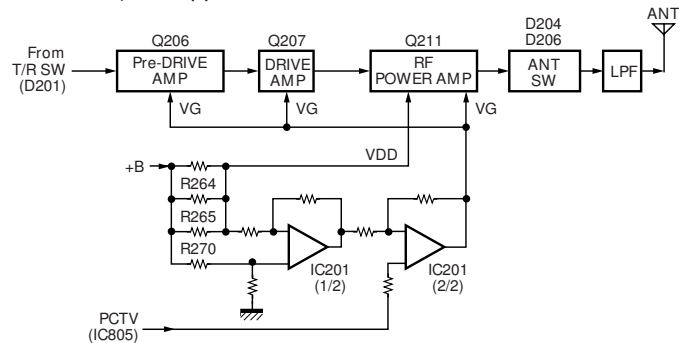 ANT
Q206
Q207
Q211
D204
D206
From
T/R SW
(D201)
Pre-DRIVE
AMP
DRIVE
AMP
RF
POWER AMP
ANT
SW
LPF
VG
VG
VG
+B
VDD
R264
R265
R270
IC201
(1/2)
IC201
(2/2)
PCTV
(IC805)